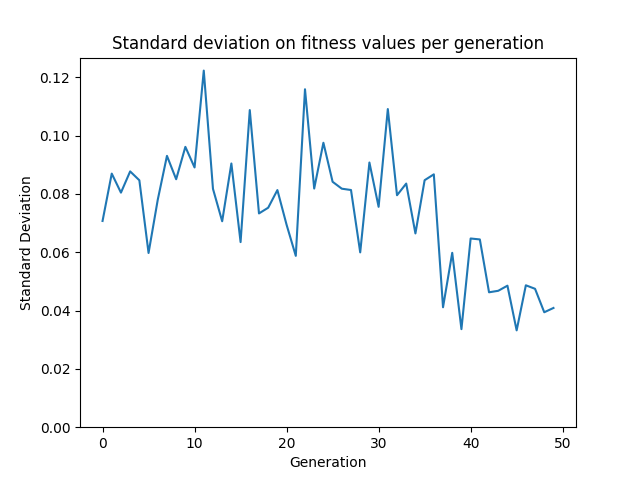 Standard deviation on fitness values per generation
0.12
0.10
0.08
0.06
0.04
0.02
0.00
Standard Deviation
0 10 20 30 40 50
Generation